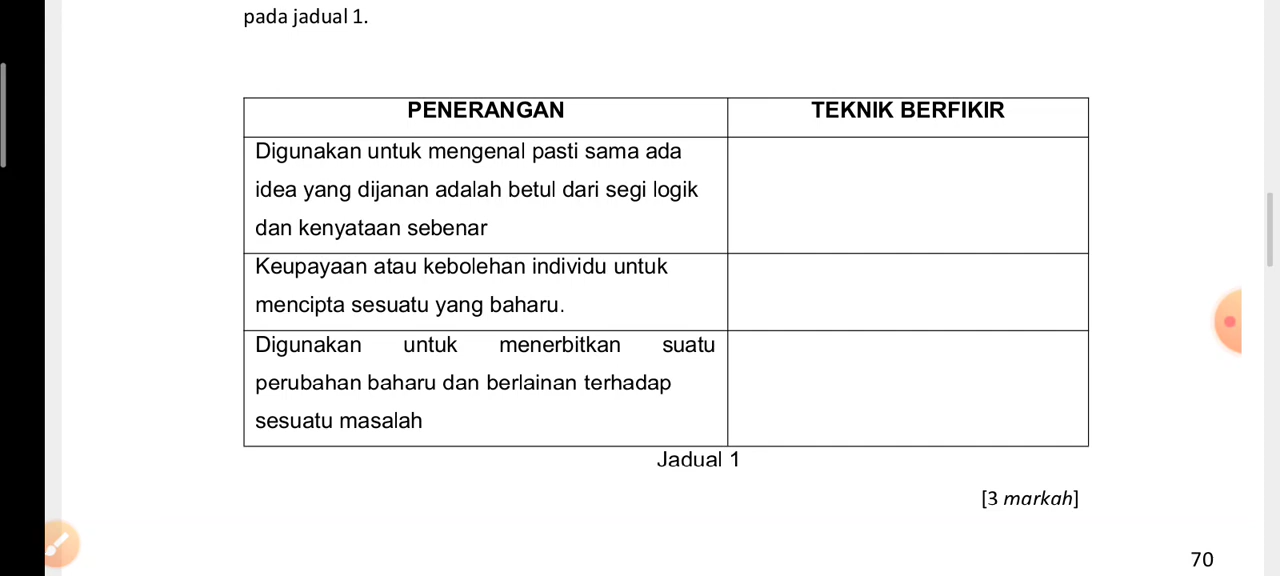 pada jadual 1.
PENERANGAN TEKNIK BERFIKIR
Digunakan untuk mengenal pasti sama ada
idea yang dijanan adalah betul dari segi logik
dan kenyataan sebenar
Keupayaan atau kebolehan individu untuk
mencipta sesuatu yang baharu.
Digunakan untuk menerbitkan suatu
perubahan baharu dan berlainan terhadap
sesuatu masalah
Jadual 1
[3 markah]
70